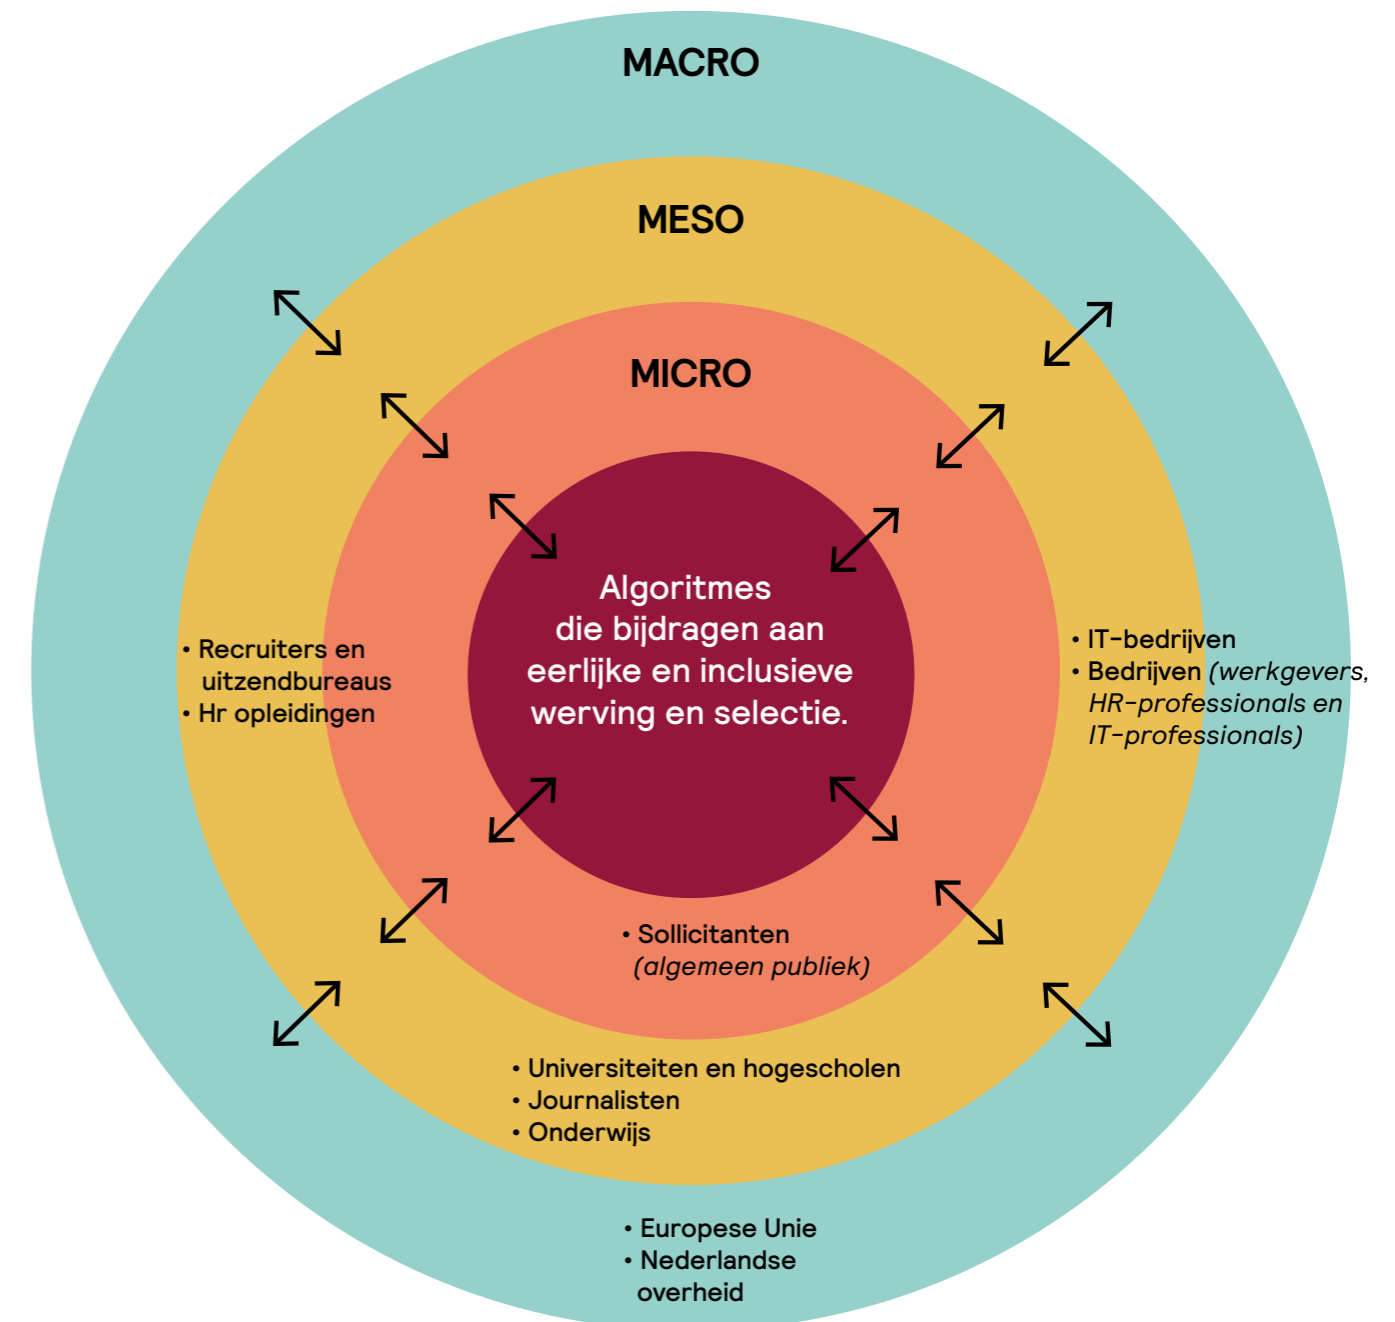 MACRO
MESO
MICRO
Algoritmes
die bijdragen aan
eerlijke en inclusieve
werving en selectie.
• Recruiters en
uitzendbureaus
• Hr opleidingen
• IT-bedrijven
• Bedrijven (werkgevers,
HR-professionals en
IT-professionals)
• Sollicitanten
(algemeen publiek)
• Universiteiten en hogescholen
• Journalisten
• Onderwijs
• Europese Unie
• Nederlandse
overheid